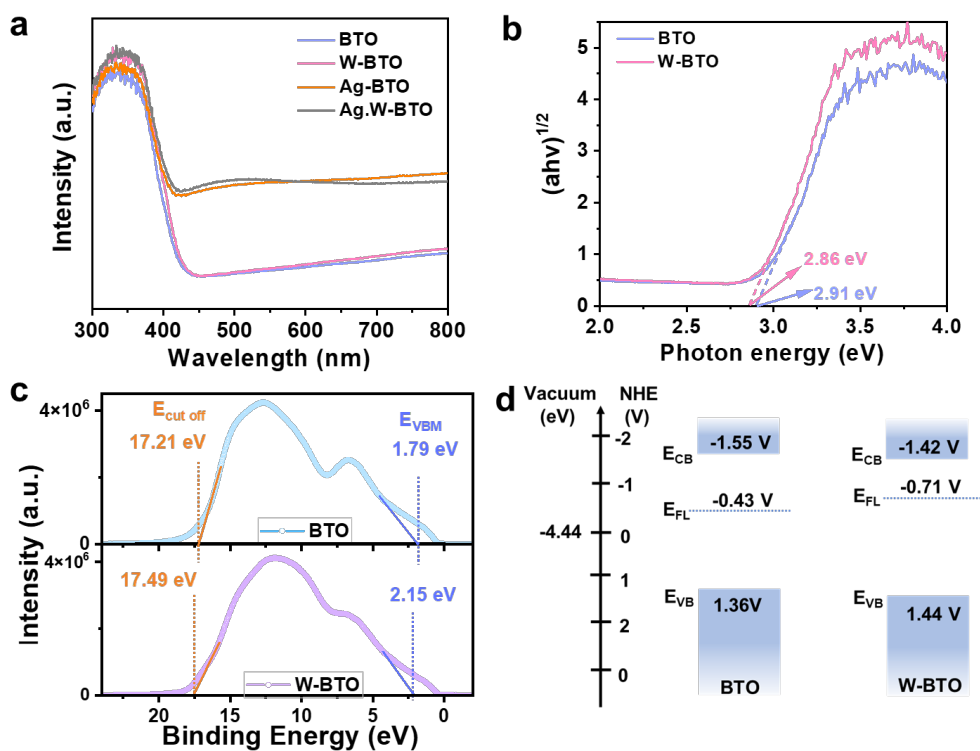 a
BTO
W-BTO
Ag-BTO
Ag.W-BTO
Intensity (a.u.)
300 400 500 600 700 800
Wavelength (nm)
b
BTO
W-BTO
(ahv)1/2
5
4
3
2
1
0
2.86 eV
2.91 eV
2.0 2.5 3.0 3.5 4.0
Photon energy (eV)
c
4×10⁶
0
E cut off
17.21 eV
EVBM
1.79 eV
BTO
4×10⁶
0
17.49 eV
2.15 eV
W-BTO
Intensity (a.u.)
20 15 10 5 0
Binding Energy (eV)
d
Vacuum
(eV)
NHE
(V)
-2
-1
-4.44
0
1
2
0
ECB
-1.55 V
EFL
-0.43 V
EVB
1.36V
BTO
ECB
-1.42 V
EFL
-0.71 V
EVB
1.44 V
W-BTO